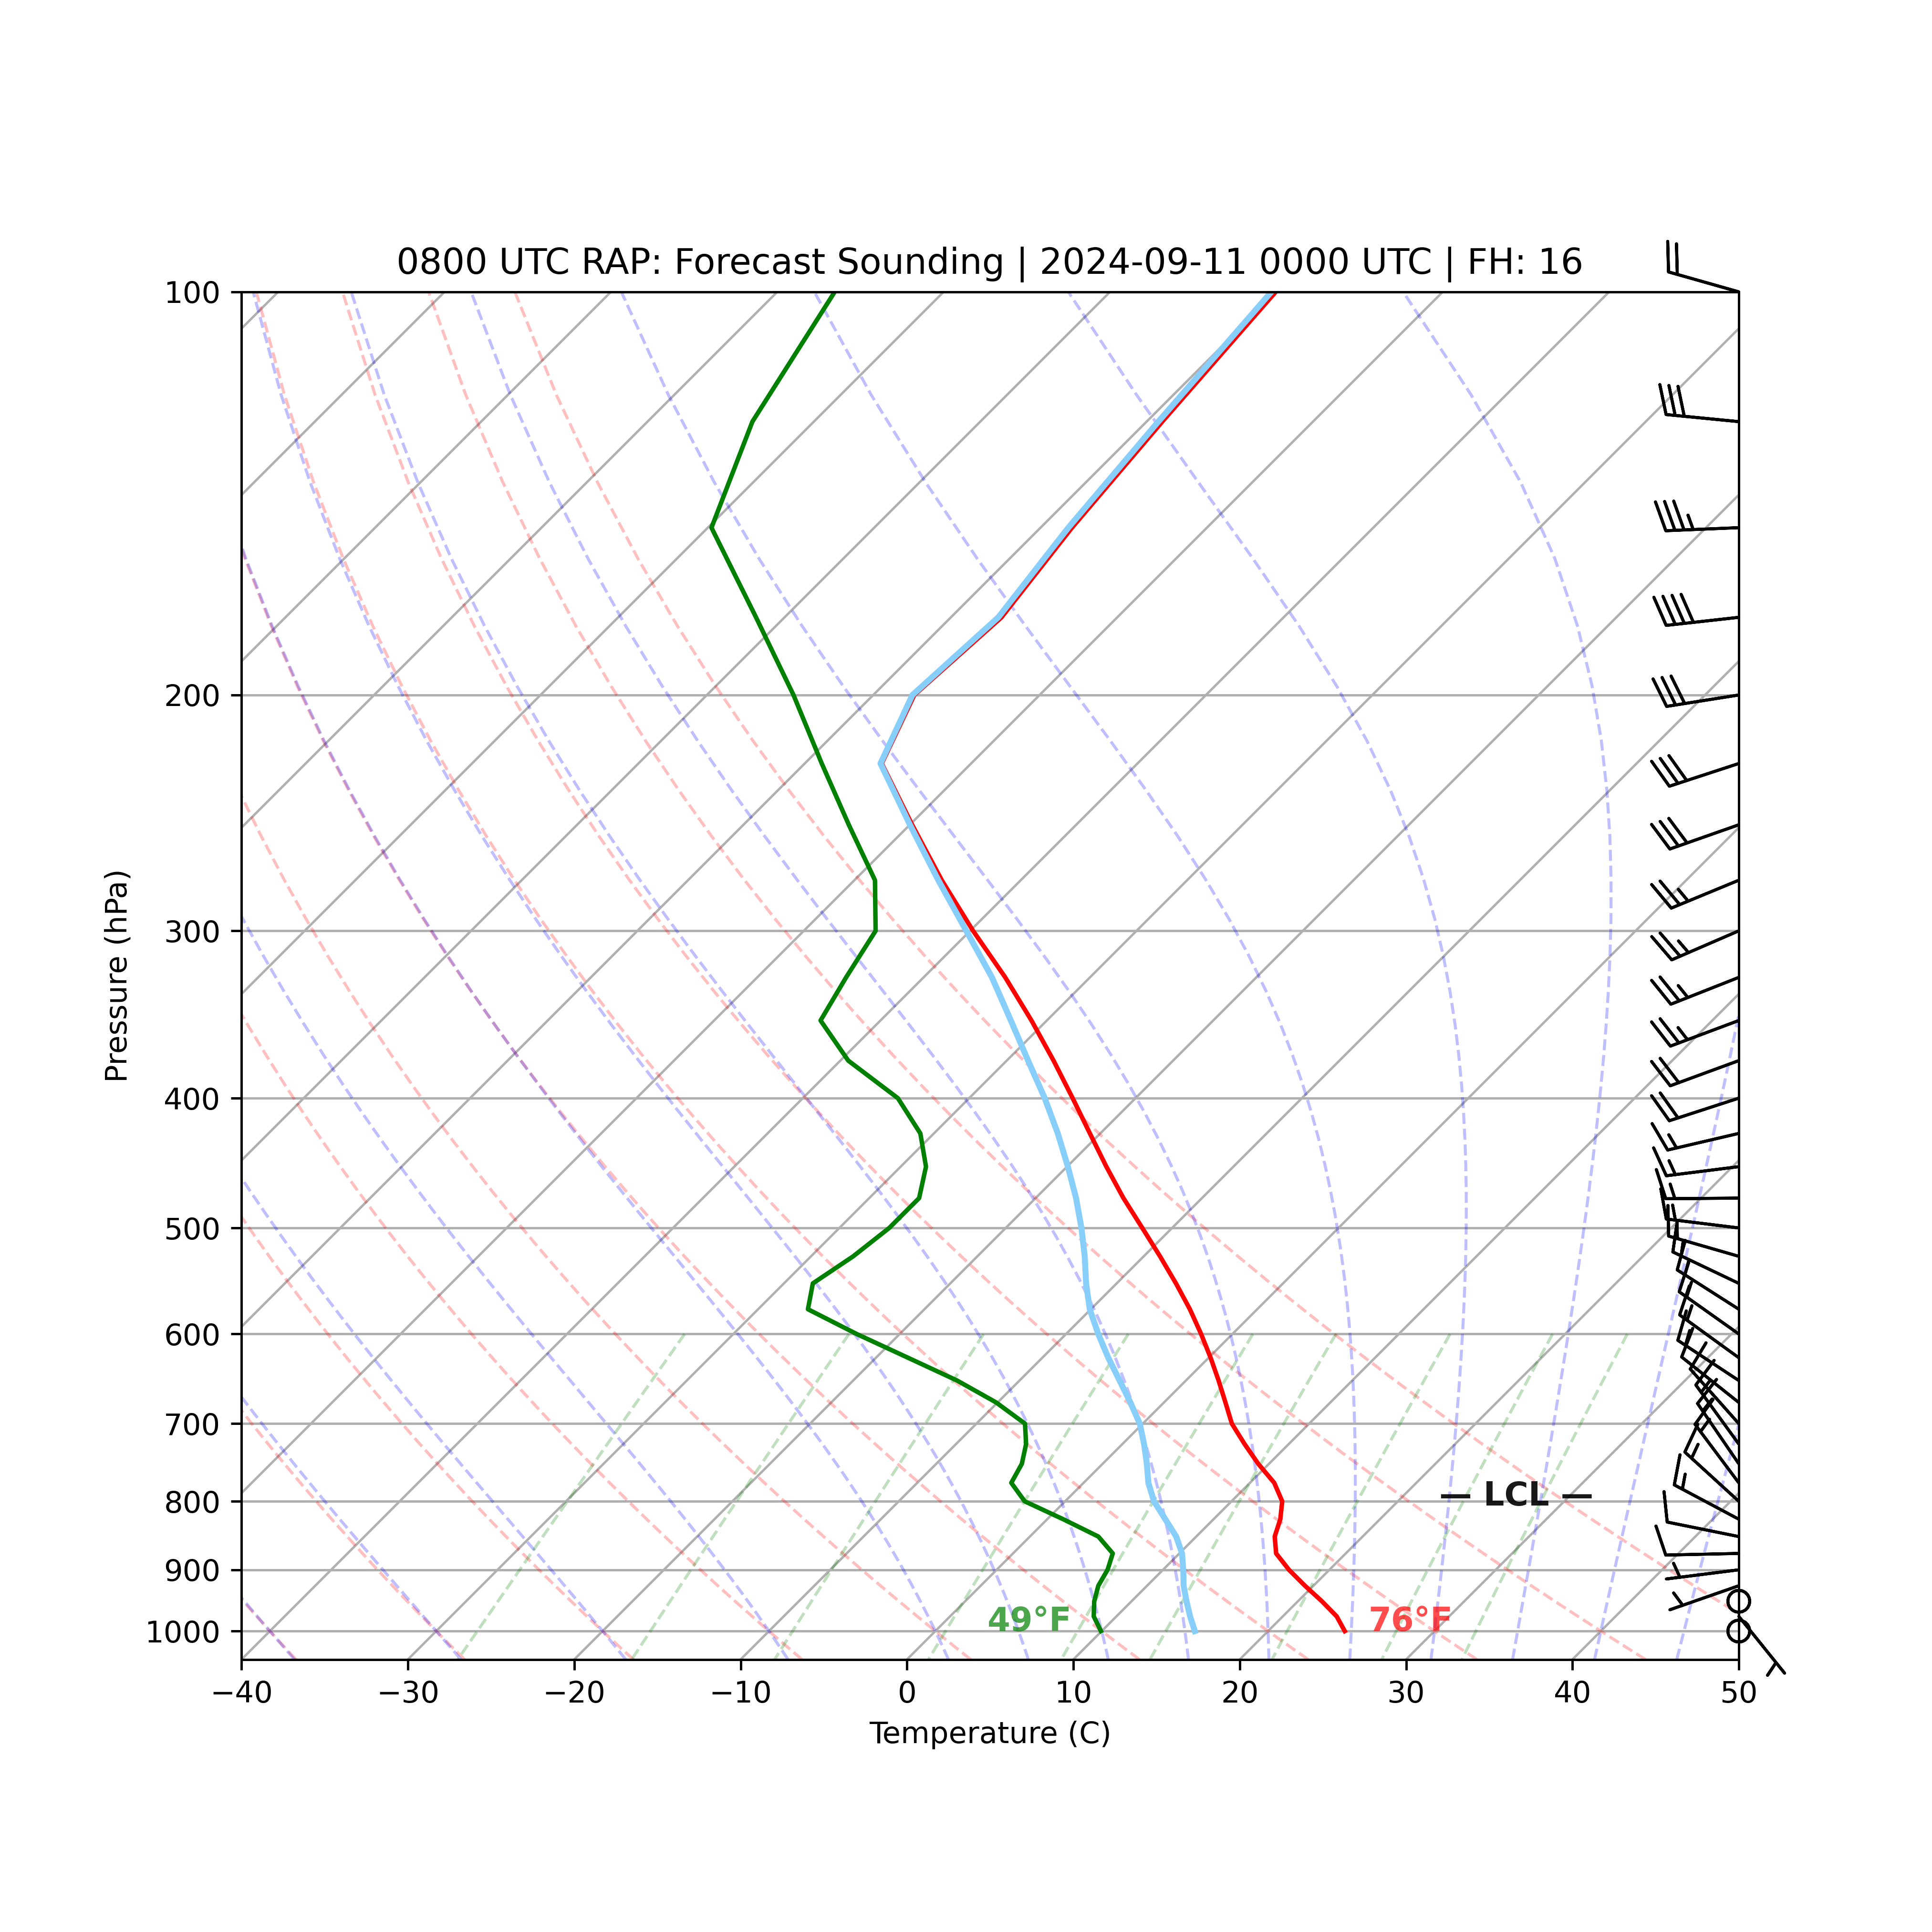 0800 UTC RAP: Forecast Sounding | 2024-09-11 0000 UTC | FH: 16
100
200
300
400
500
600
700
800
900
1000
Pressure (hPa)
— LCL —
49°F
76°F
−40 −30 −20 −10 0 10 20 30 40 50
Temperature (C)